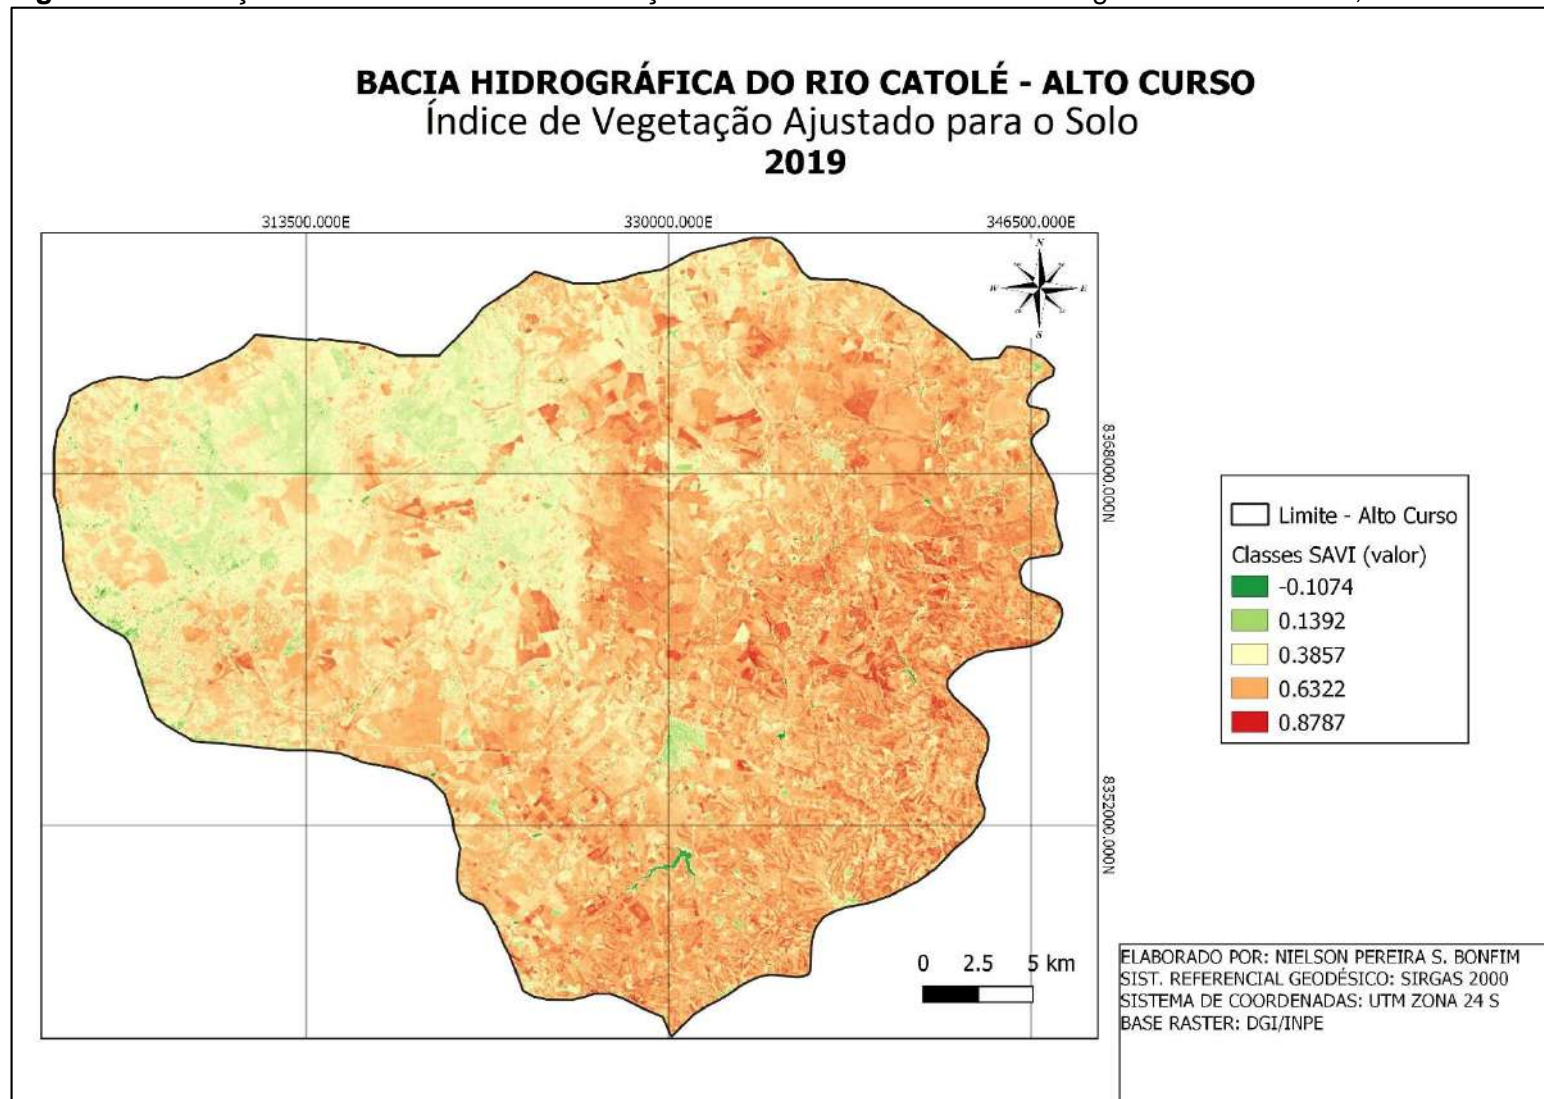 BACIA HIDROGRÁFICA DO RIO CATOLÉ - ALTO CURSO
Índice de Vegetação Ajustado para o Solo
2019
313500.000E 330000.000E 346500.000E
N
W E
S
8368000.000N
Limite - Alto Curso
Classes SAVI (valor)
-0.1074
0.1392
0.3857
0.6322
0.8787
8352000.000N
0 2.5 5 km
ELABORADO POR: NIELSON PEREIRA S. BONFIM
SIST. REFERENCIAL GEODÉSICO: SIRGAS 2000
SISTEMA DE COORDENADAS: UTM ZONA 24 S
BASE RASTER: DGI/INPE